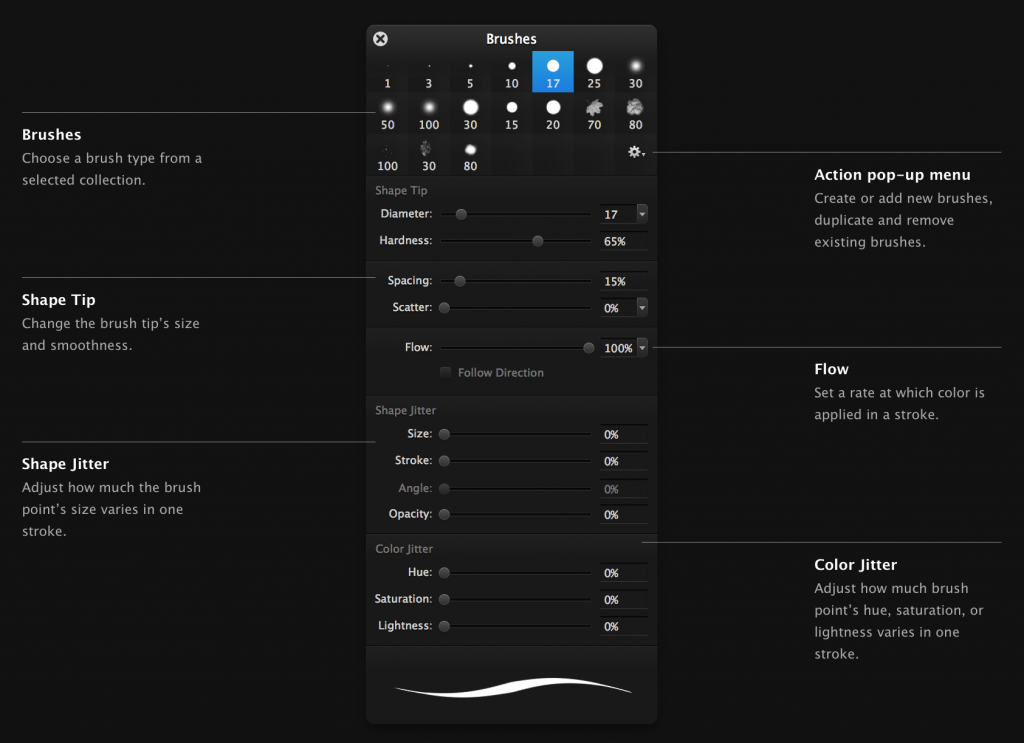 Brushes
1 3 5 10 17 25 30
50 100 30 15 20 70 80
100 30 80
Shape Tip
Diameter: 17
Hardness: 65%
Spacing: 15%
Scatter: 0%
Flow: 100%
Follow Direction
Shape Jitter
Size: 0%
Stroke: 0%
Angle: 0%
Opacity: 0%
Color Jitter
Hue: 0%
Saturation: 0%
Lightness: 0%
Brushes
Choose a brush type from a
selected collection.
Shape Tip
Change the brush tip’s size
and smoothness.
Shape Jitter
Adjust how much the brush
point’s size varies in one
stroke.
Action pop-up menu
Create or add new brushes,
duplicate and remove
existing brushes.
Flow
Set a rate at which color is
applied in a stroke.
Color Jitter
Adjust how much brush
point’s hue, saturation, or
lightness varies in one
stroke.